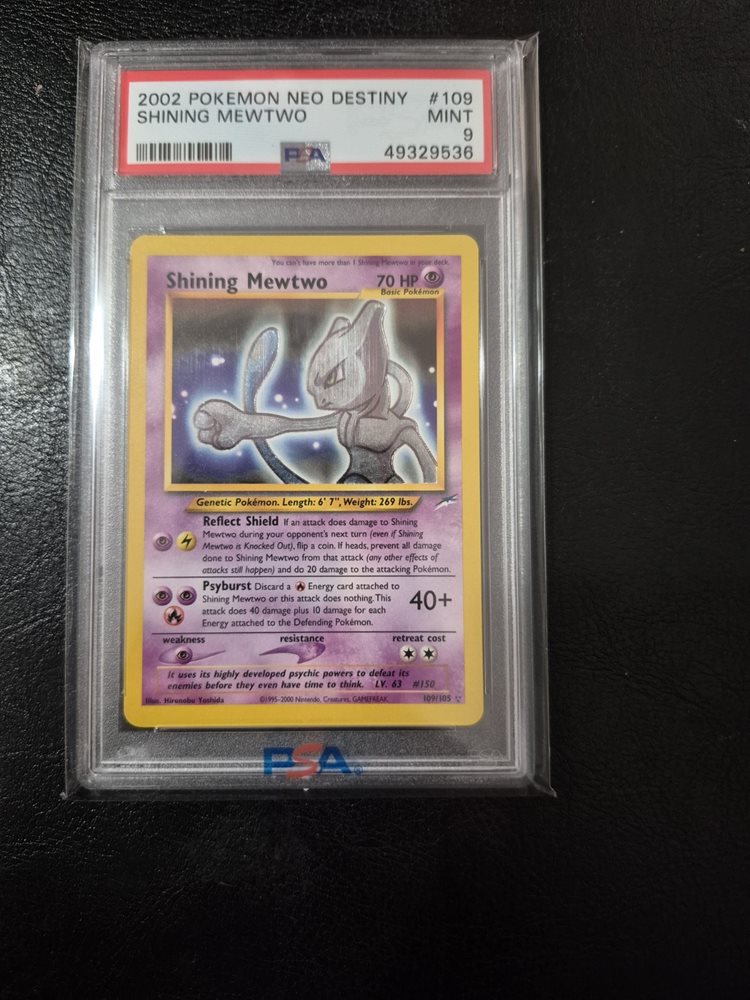 2002 POKEMON NEO DESTINY #109
SHINING MEWTWO MINT
9
PSA 49329536
You can't have more than 1 Shining Mewtwo in your deck.
Shining Mewtwo 70 HP
Basic Pokémon
Genetic Pokémon. Length: 6' 7", Weight: 269 lbs.
Reflect Shield If an attack does damage to Shining
Mewtwo during your opponent's next turn (even if Shining
Mewtwo is Knocked Out), flip a coin. If heads, prevent all damage
done to Shining Mewtwo from that attack (any other effects of
attacks still happen) and do 20 damage to the attacking Pokémon.
Psyburst Discard a Energy card attached to
Shining Mewtwo or this attack does nothing. This
attack does 40 damage plus 10 damage for each
Energy attached to the Defending Pokémon.
40+
weakness resistance retreat cost
It uses its highly developed psychic powers to defeat its
enemies before they even have time to think. LV. 63 #150
Illus. Hironobu Yoshida ©1995-2000 Nintendo, Creatures, GAMEFREAK. 109/105
PSA